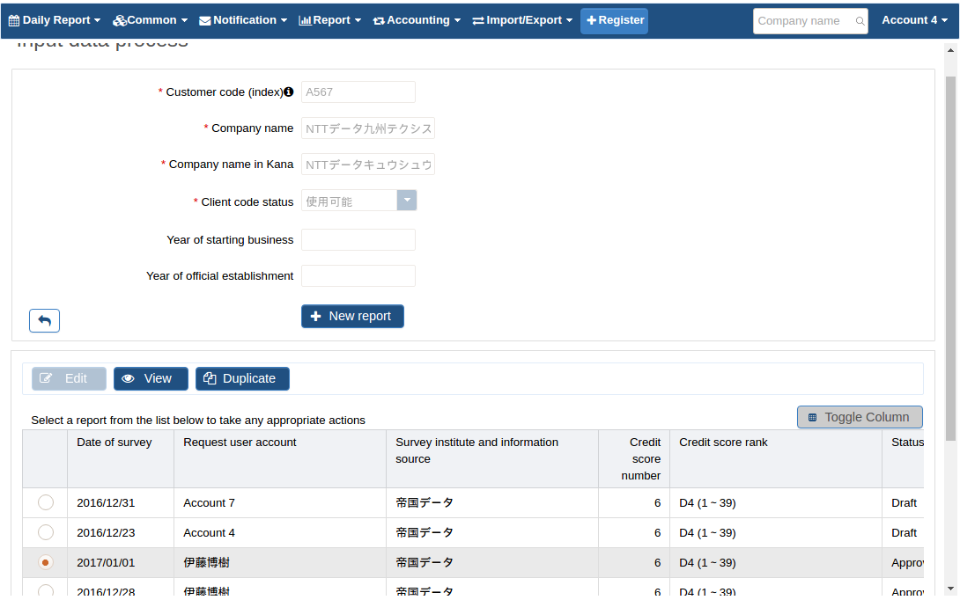 Daily Report Common Notification Report Accounting Import/Export Register Company name Account 4
Input data process
* Customer code (index) A567
* Company name NTTデータ九州テクシス
* Company name in Kana NTTデータキュウシュウ
* Client code status 使用可能
Year of starting business
Year of official establishment
New report
Edit View Duplicate
Select a report from the list below to take any appropriate actions
Toggle Column
Date of survey Request user account Survey institute and information source Credit score number Credit score rank Status
2016/12/31 Account 7 帝国データ 6 D4 (1 ~ 39) Draft
2016/12/23 Account 4 帝国データ 6 D4 (1 ~ 39) Draft
2017/01/01 伊藤博樹 帝国データ 6 D4 (1 ~ 39) Approv
2016/12/28 伊藤博樹 帝国データ 6 D4 (1 ~ 39) Approv